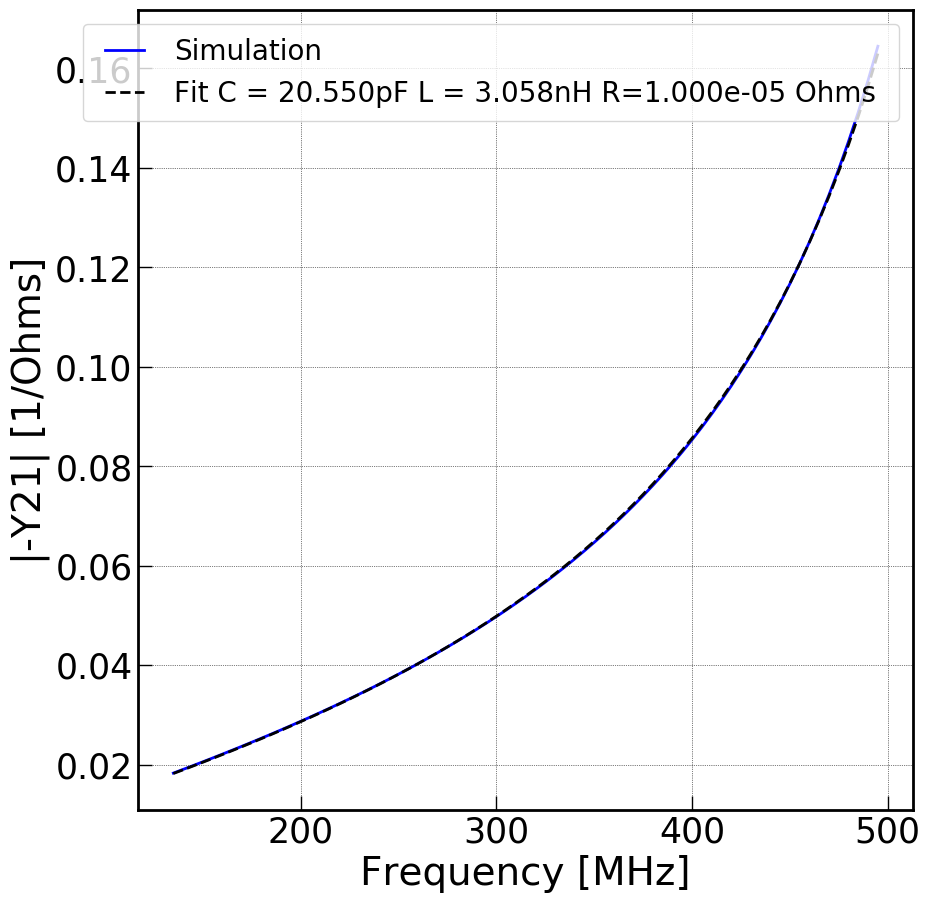 Simulation
Fit C = 20.550pF L = 3.058nH R=1.000e-05 Ohms
0.16
0.14
0.12
0.10
0.08
0.06
0.04
0.02
|-Y21| [1/Ohms]
200 300 400 500
Frequency [MHz]